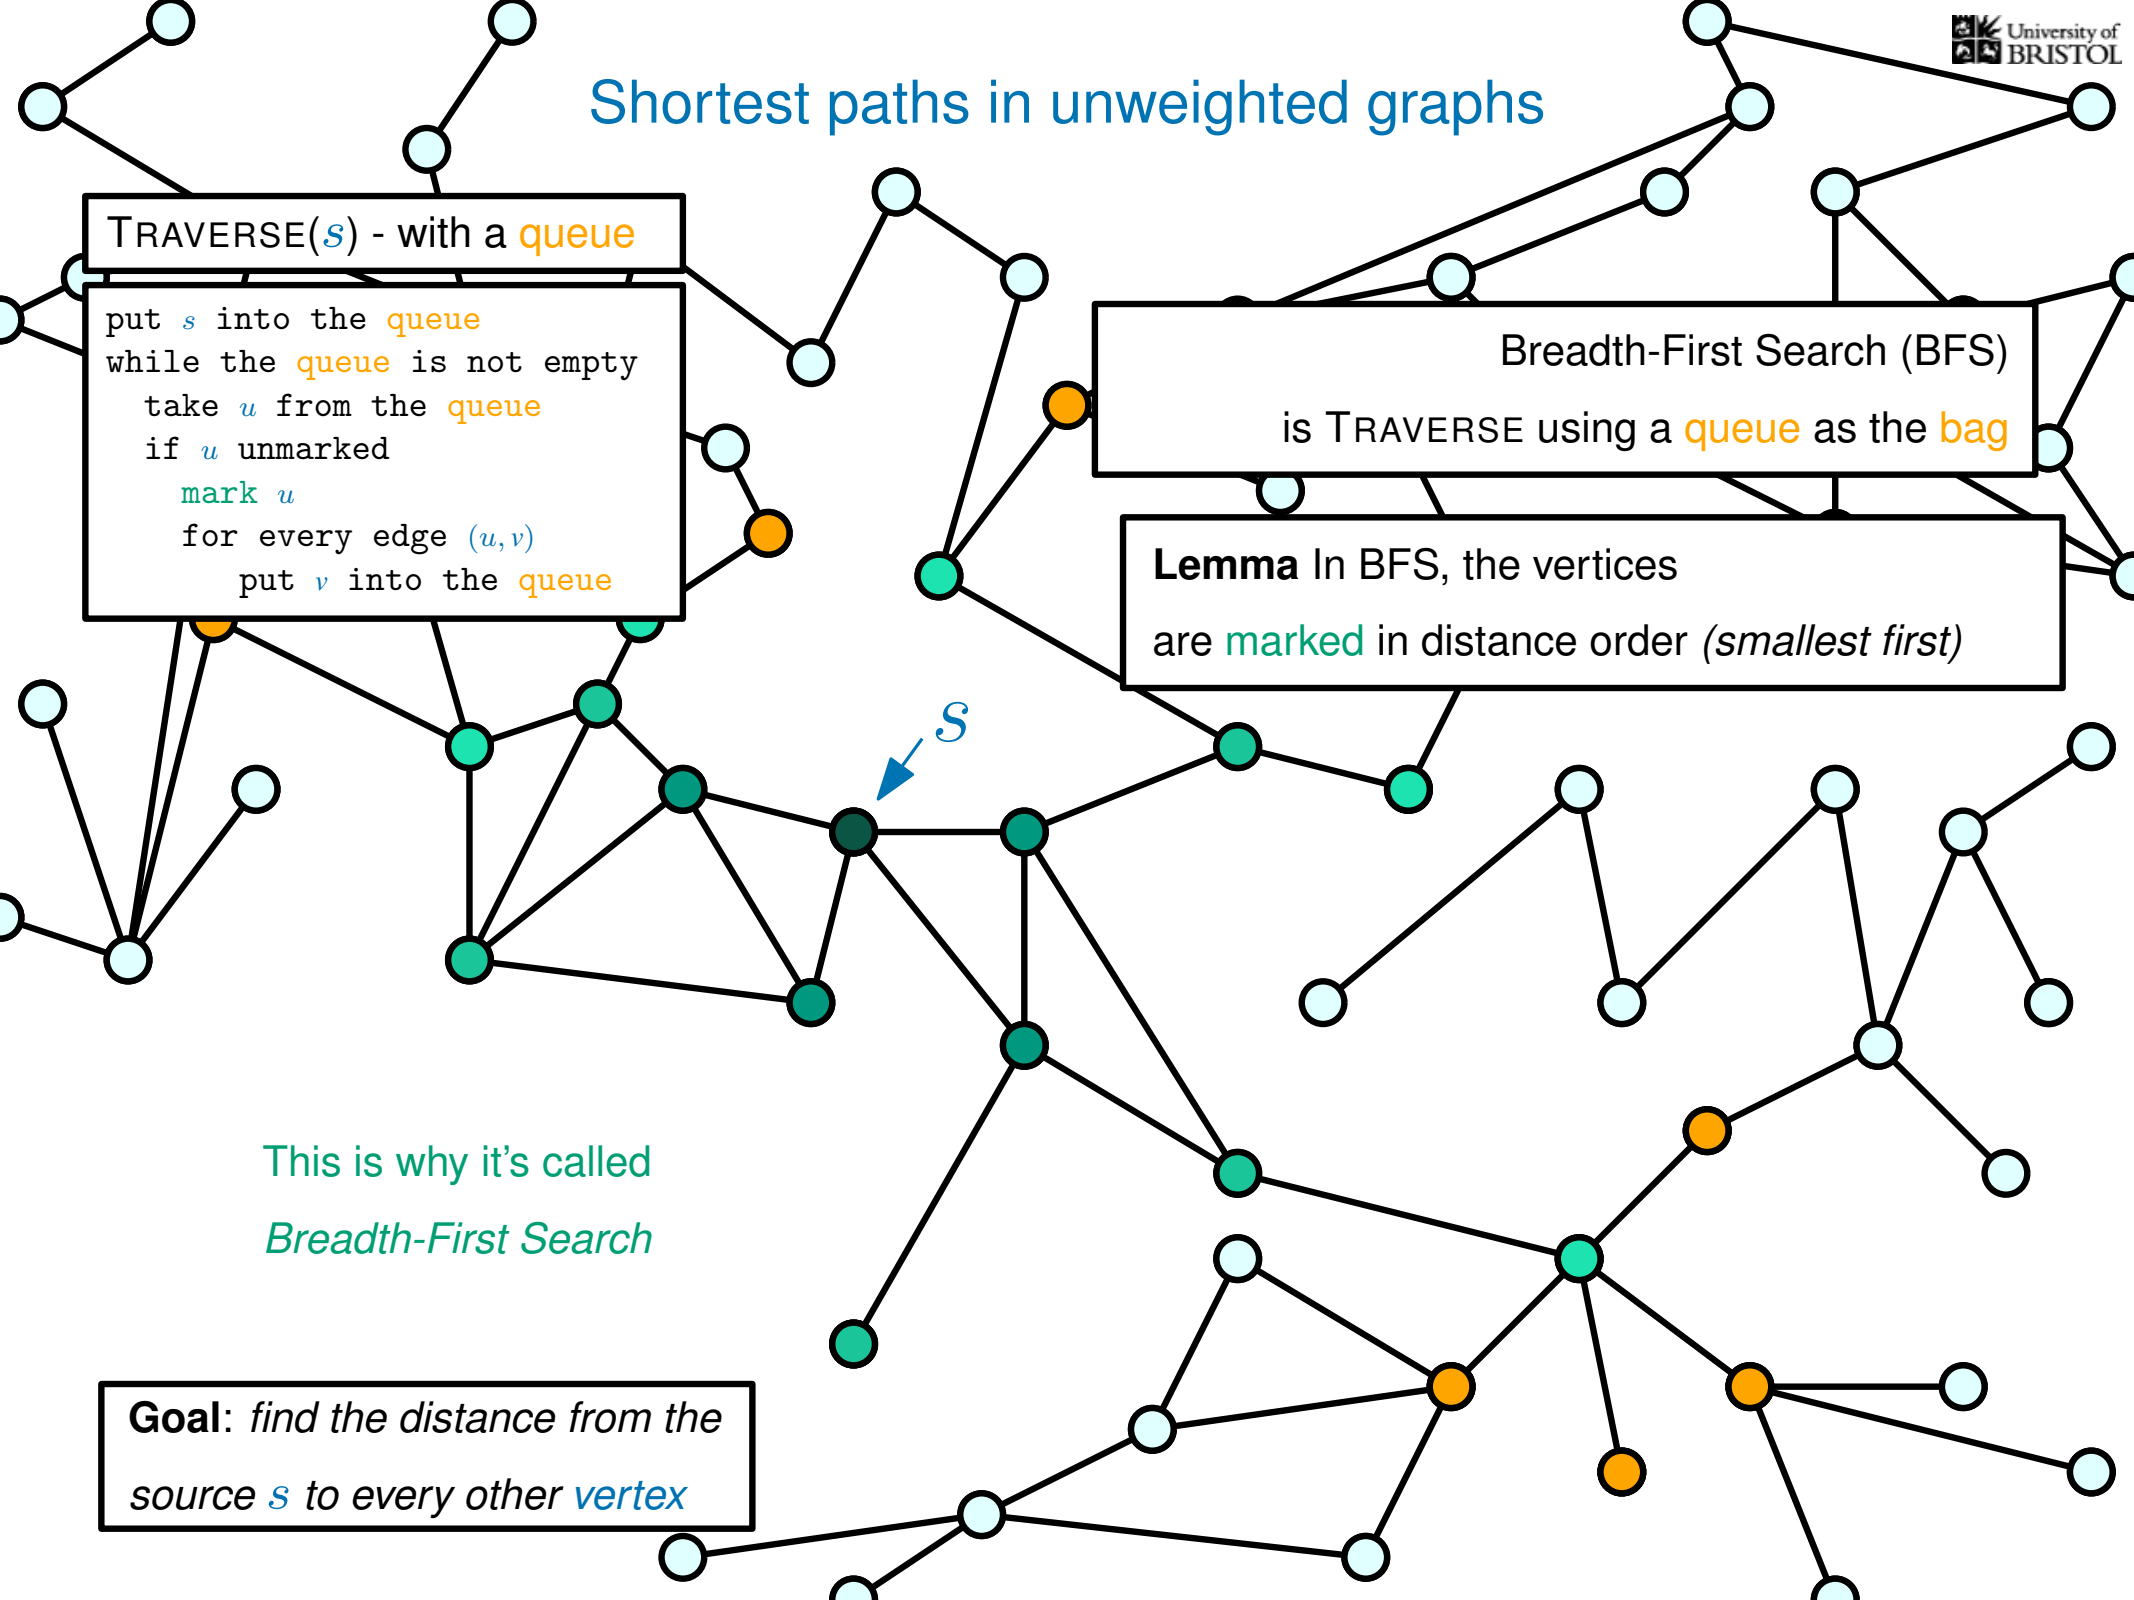 University of
BRISTOL
Shortest paths in unweighted graphs
TRAVERSE(s) - with a queue
put s into the queue
while the queue is not empty
take u from the queue
if u unmarked
mark u
for every edge (u, v)
put v into the queue
Breadth-First Search (BFS)
is TRAVERSE using a queue as the bag
Lemma In BFS, the vertices
are marked in distance order (smallest first)
s
This is why it's called
Breadth-First Search
Goal: find the distance from the
source s to every other vertex